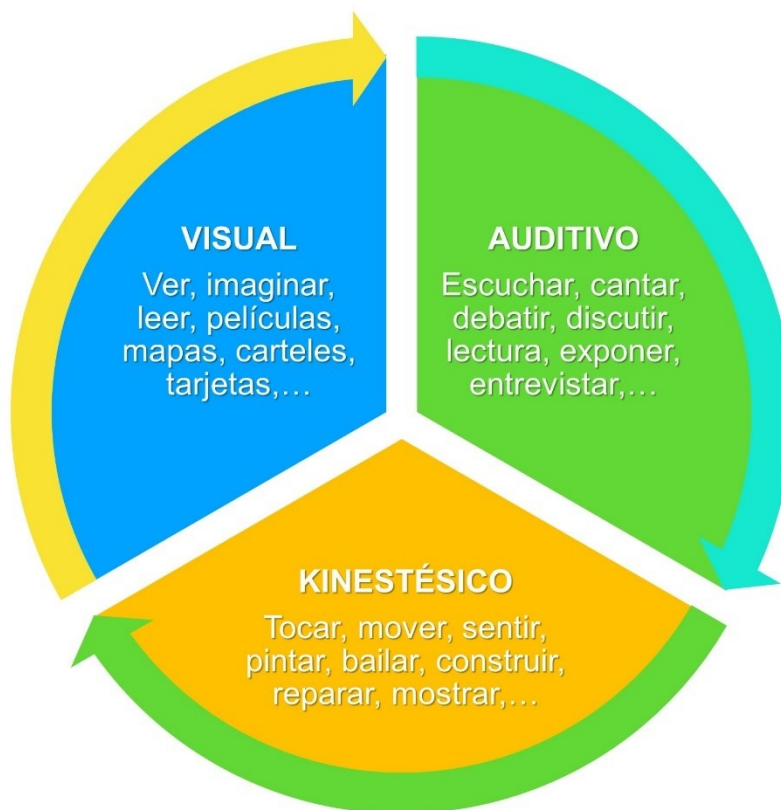 VISUAL
Ver, imaginar,
leer, películas,
mapas, carteles,
tarjetas,…
AUDITIVO
Escuchar, cantar,
debatir, discutir,
lectura, exponer,
entrevistar,…
KINESTÉSICO
Tocar, mover, sentir,
pintar, bailar, construir,
reparar, mostrar,…